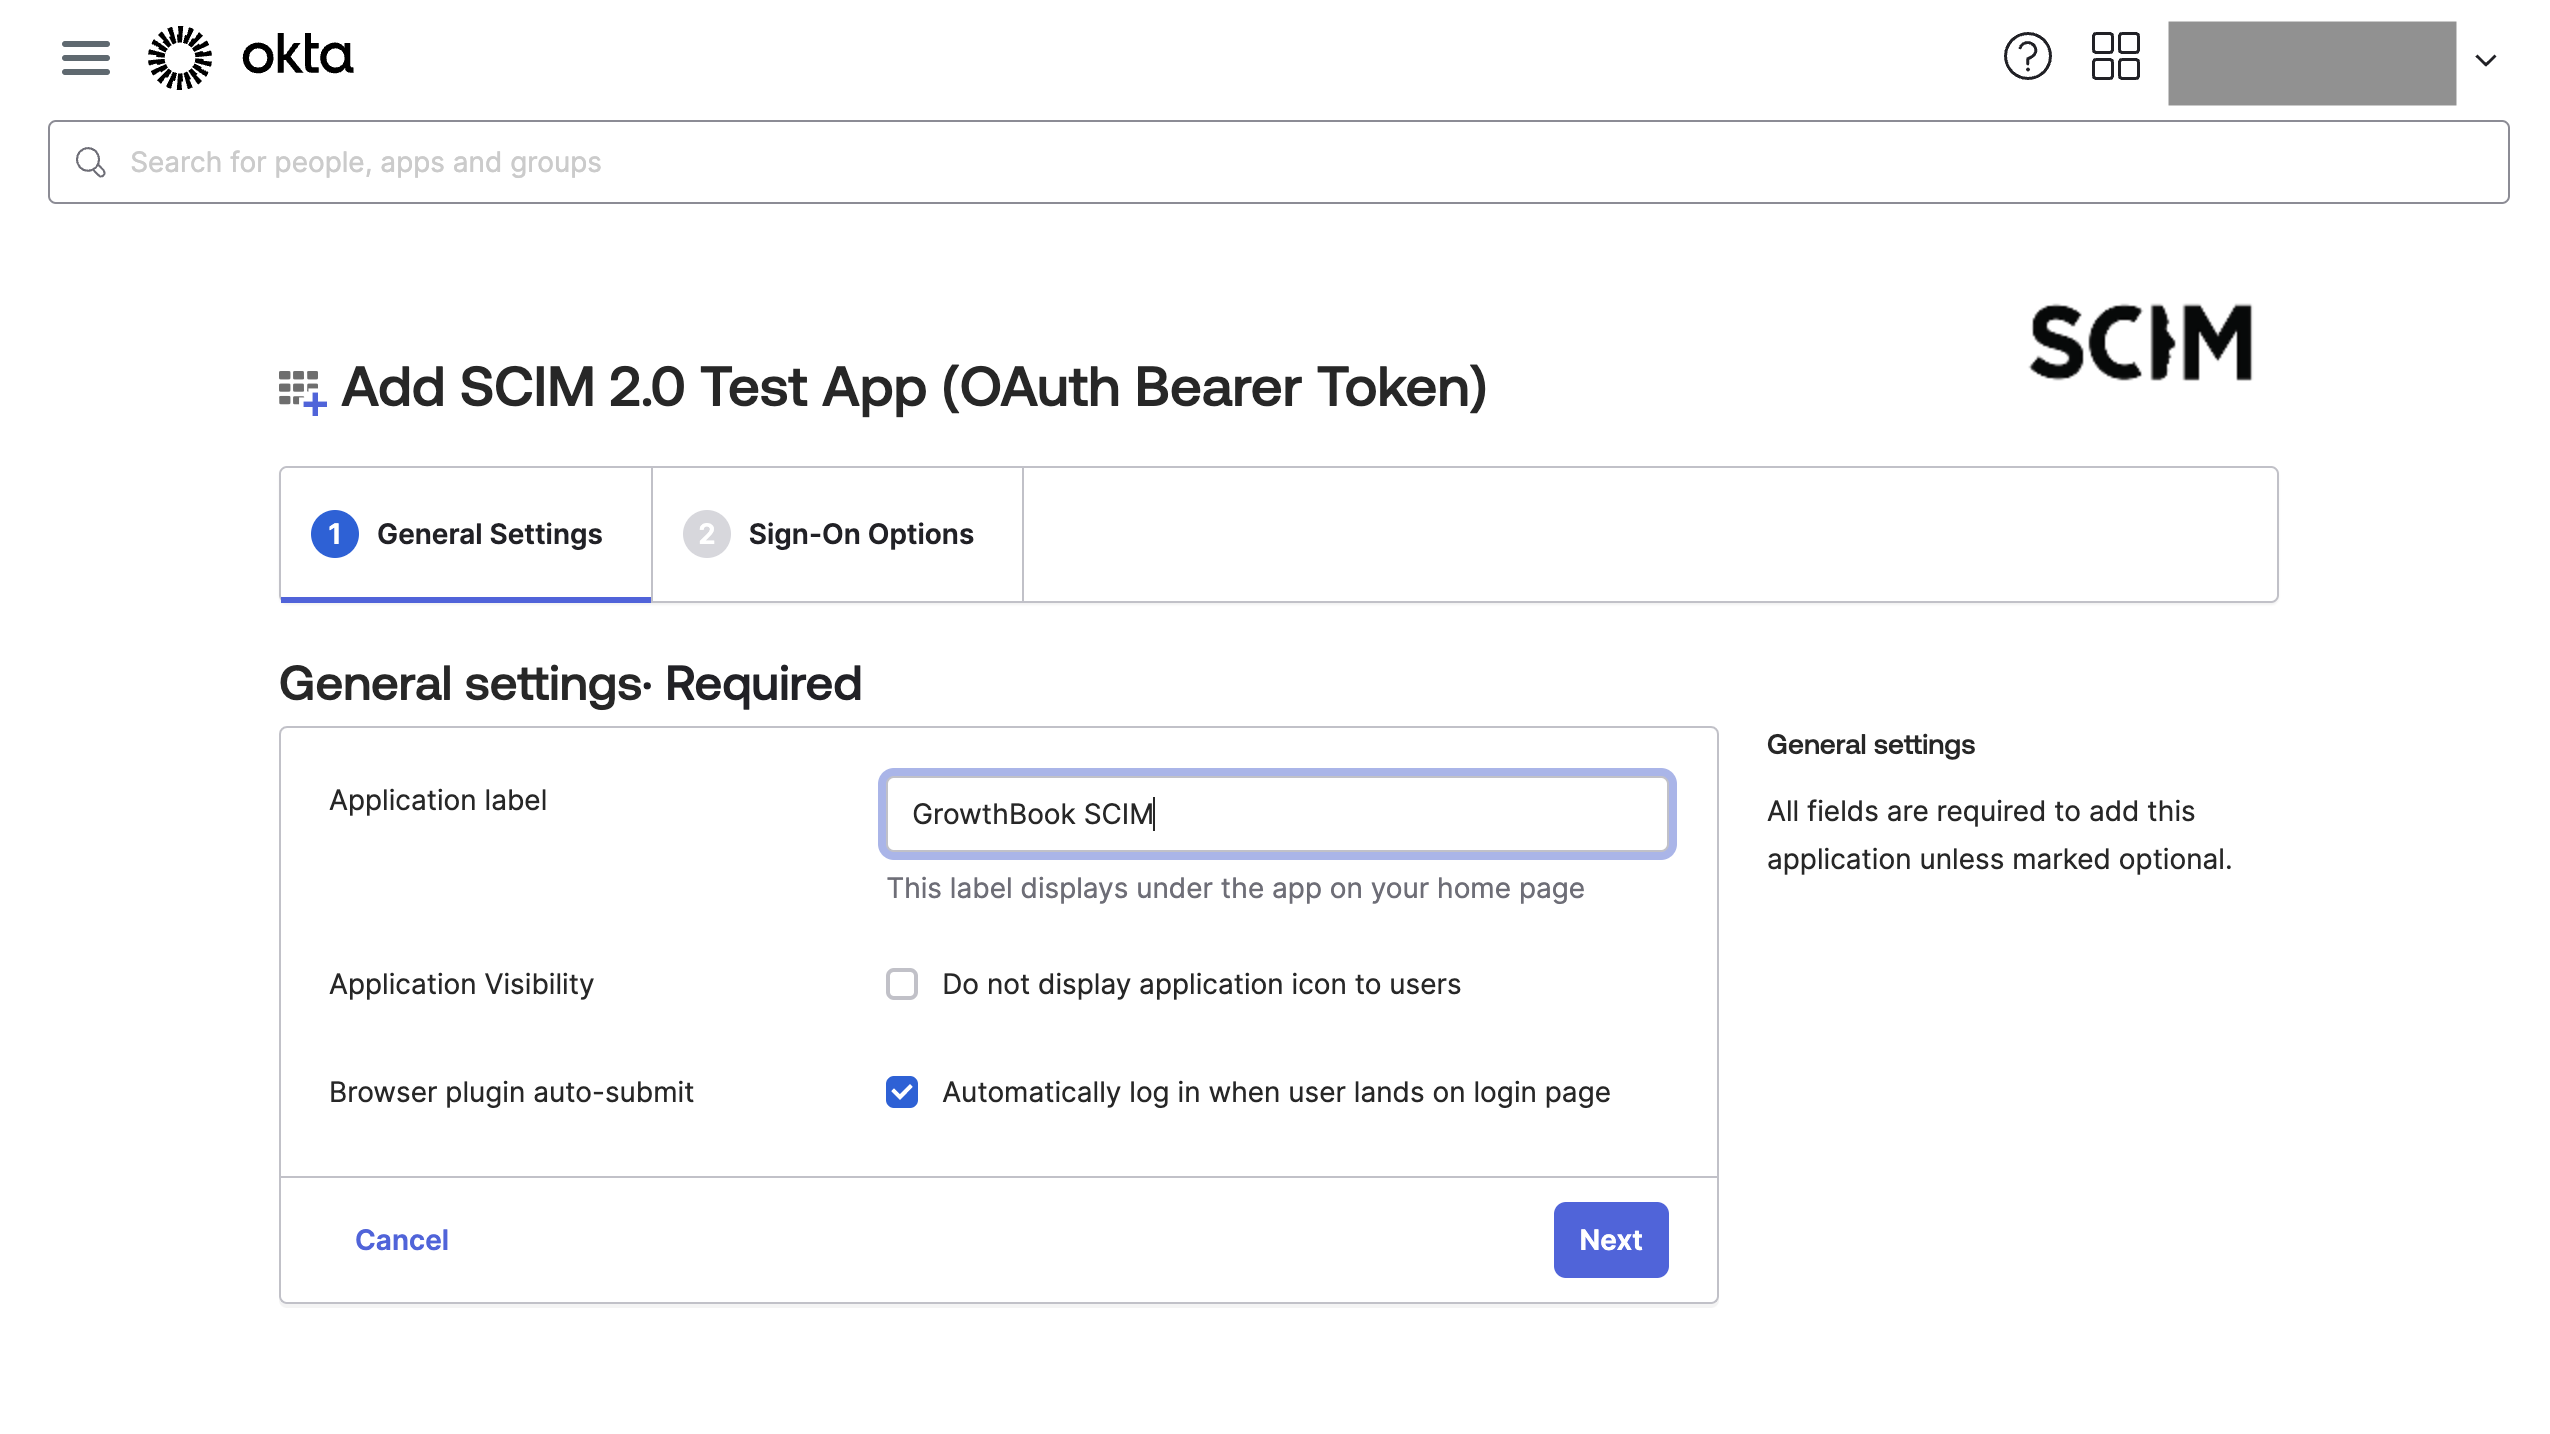 okta
Search for people, apps and groups
SCIM
Add SCIM 2.0 Test App (OAuth Bearer Token)
1 General Settings
2 Sign-On Options
General settings· Required
Application label
GrowthBook SCIM
This label displays under the app on your home page
Application Visibility
Do not display application icon to users
Browser plugin auto-submit
Automatically log in when user lands on login page
Cancel
Next
General settings
All fields are required to add this
application unless marked optional.